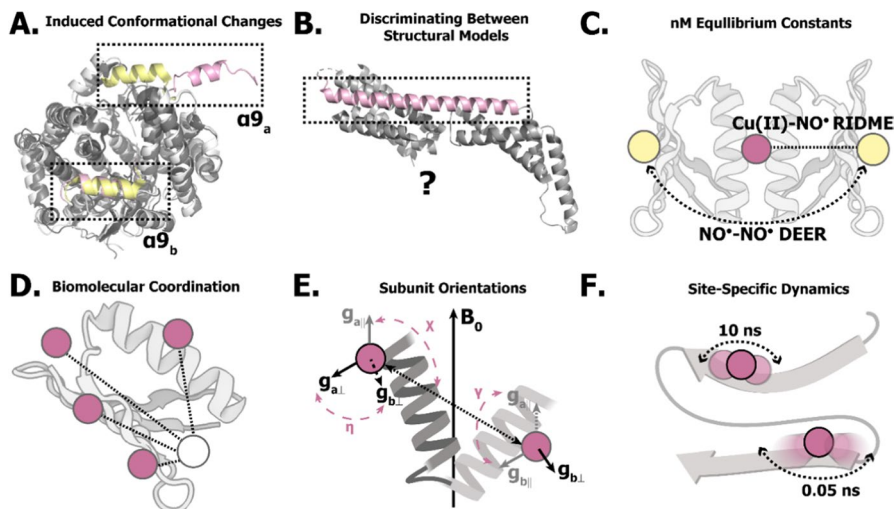 A. Induced Conformational Changes
α9a
α9b
B. Discriminating Between
Structural Models
?
C. nM Equllibrium Constants
Cu(II)-NO• RIDME
NO•-NO• DEER
D. Biomolecular Coordination
E. Subunit Orientations
ga||
χ
B0
ga⊥
gb⊥
η
γ
ga||
gb||
gb⊥
F. Site-Specific Dynamics
10 ns
0.05 ns